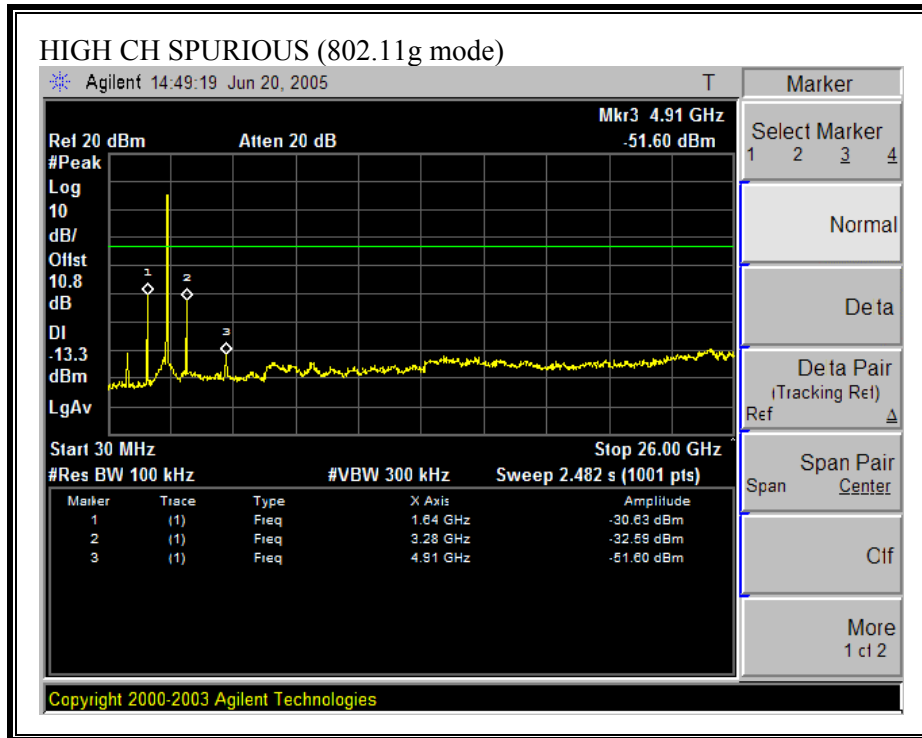 HIGH CH SPURIOUS (802.11g mode)
Agilent 14:49:19 Jun 20, 2005 T
Mkr3 4.91 GHz
Ref 20 dBm Atten 20 dB -51.60 dBm
#Peak
Log
10
dB/
Offst
10.8
dB
DI
-13.3
dBm
LgAv
1
2
3
Start 30 MHz Stop 26.00 GHz
#Res BW 100 kHz #VBW 300 kHz Sweep 2.482 s (1001 pts)
Marker Trace Type X Axis Amplitude
1 (1) Freq 1.64 GHz -30.63 dBm
2 (1) Freq 3.28 GHz -32.59 dBm
3 (1) Freq 4.91 GHz -51.60 dBm
Copyright 2000-2003 Agilent Technologies
Marker
Select Marker
1 2 3 4
Normal
Delta
Delta Pair
(Tracking Ref)
Ref Δ
Span Pair
Span Center
Off
More
1 of 2